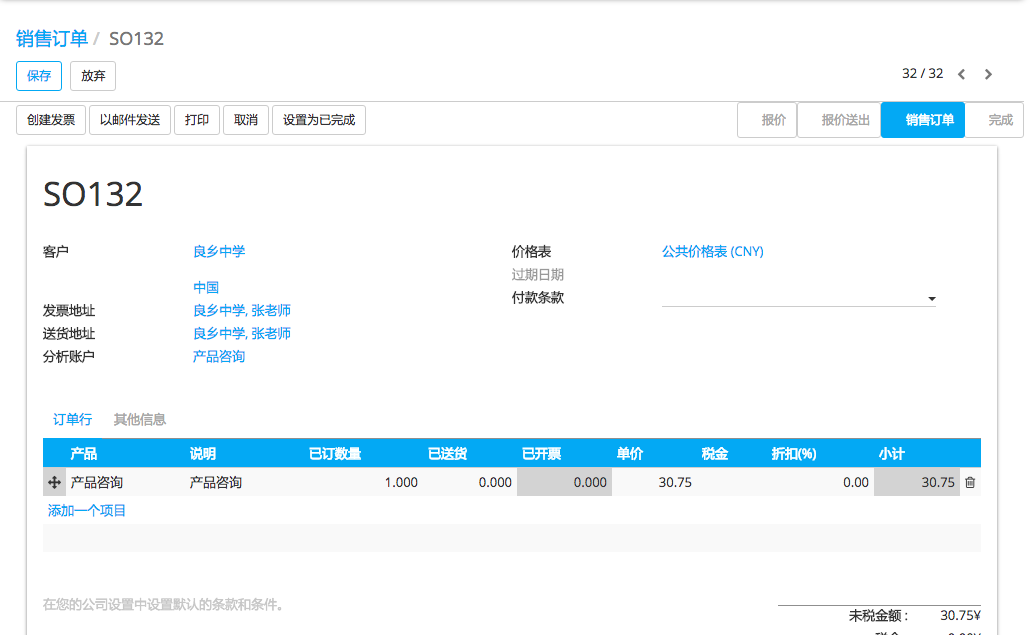 销售订单 / SO132
保存 放弃 32 / 32
创建发票 以邮件发送 打印 取消 设置为已完成 报价 报价送出 销售订单 完成
SO132
客户 良乡中学 价格表 公共价格表 (CNY)
过期日期
中国 付款条款
发票地址 良乡中学, 张老师
送货地址 良乡中学, 张老师
分析账户 产品咨询
订单行 其他信息
产品 说明 已订数量 已送货 已开票 单价 税金 折扣(%) 小计
产品咨询 产品咨询 1.000 0.000 0.000 30.75 0.00 30.75
添加一个项目
在您的公司设置中设置默认的条款和条件。
未税金额 : 30.75¥